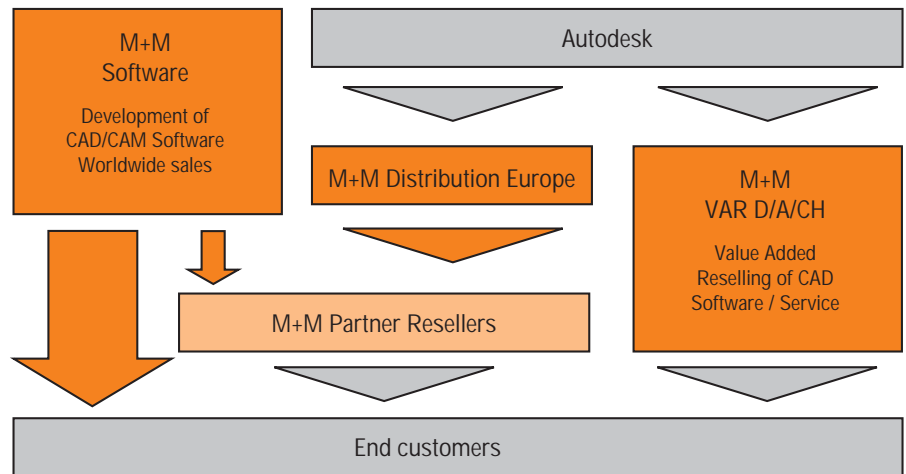 M+M
Software
Development of
CAD/CAM Software
Worldwide sales
Autodesk
M+M Distribution Europe
M+M
VAR D/A/CH
Value Added
Reselling of CAD
Software / Service
M+M Partner Resellers
End customers